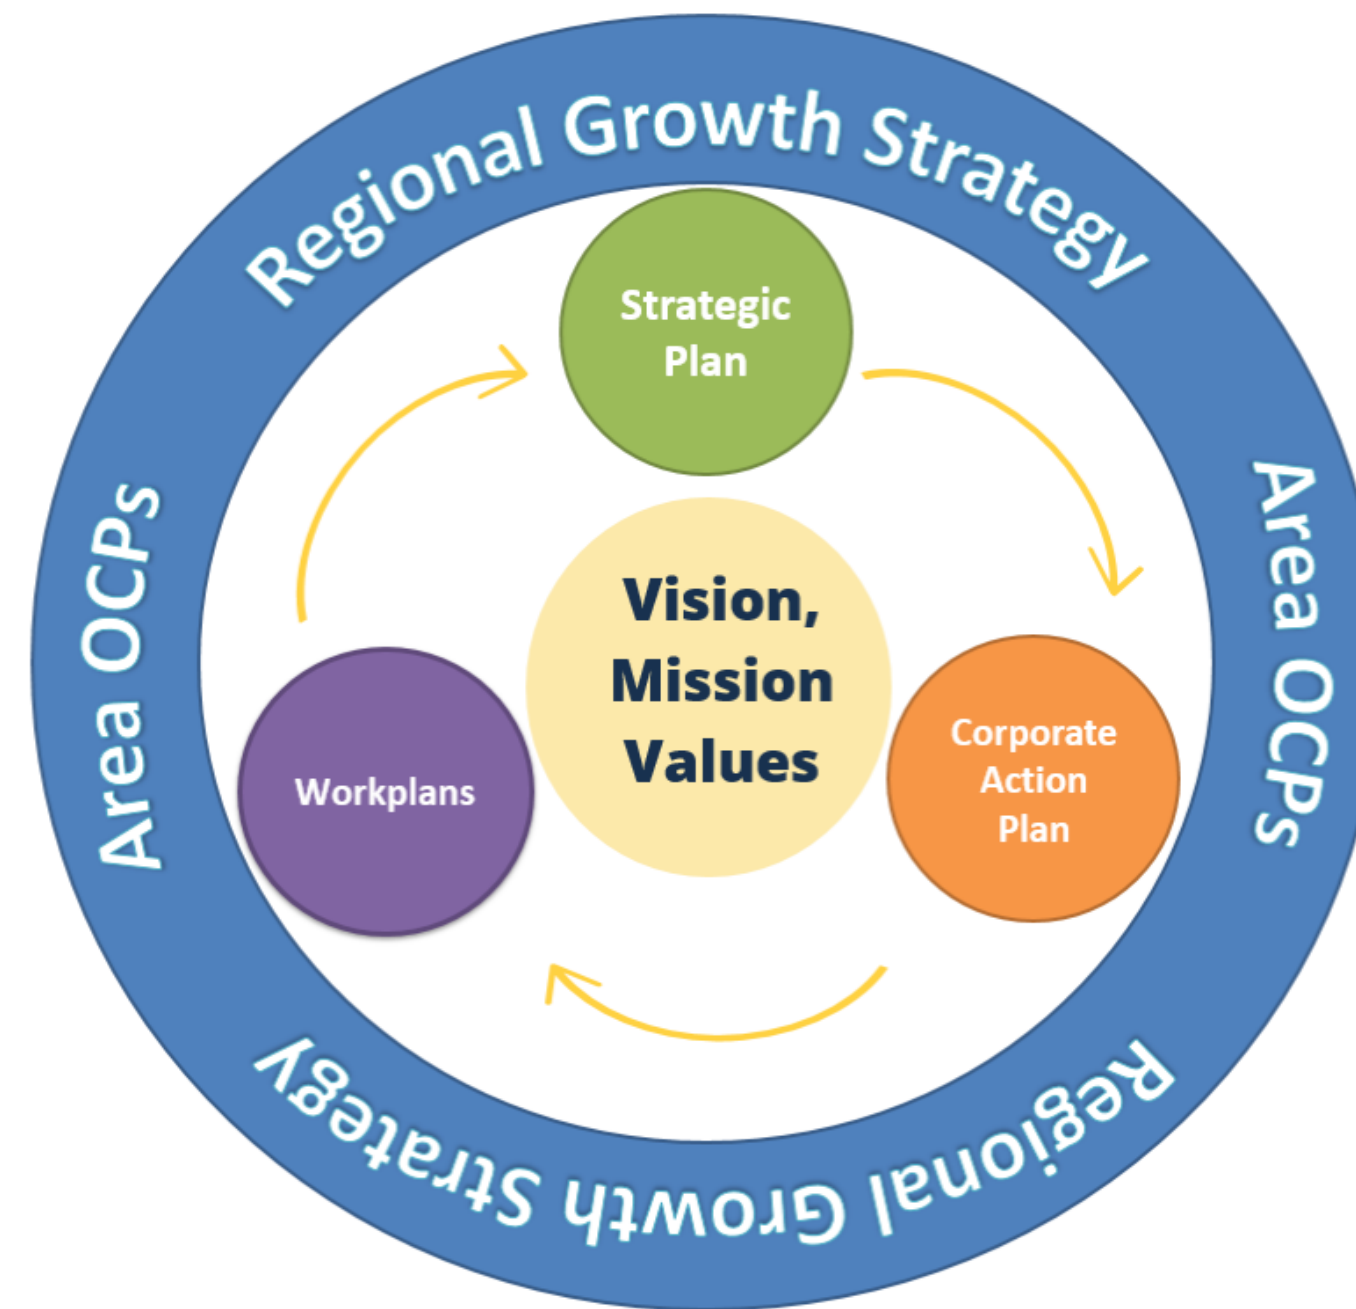 Regional Growth Strategy
Strategic
Plan
Area OCPs
Area OCPs
Vision,
Mission
Values
Corporate
Action
Plan
Workplans
Regional Growth Strategy